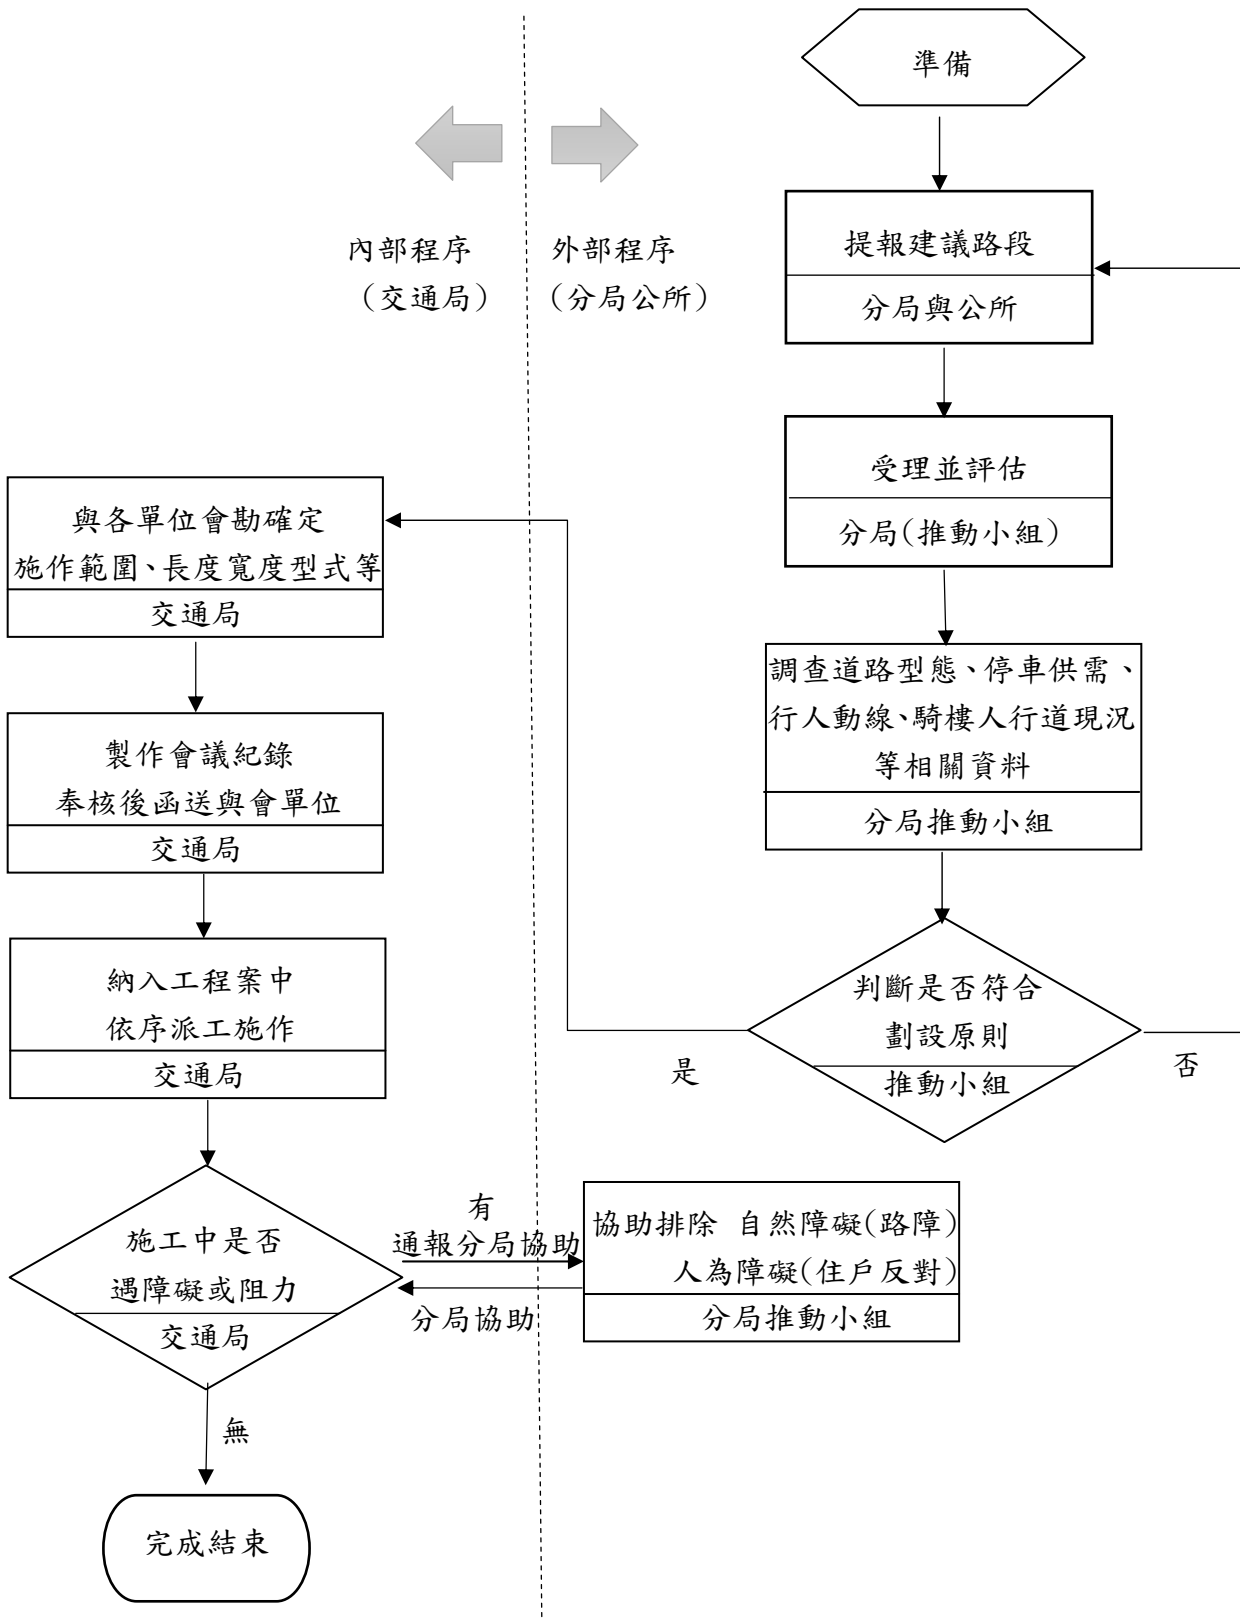 準備
內部程序
(交通局)
外部程序
(分局公所)
提報建議路段
分局與公所
受理並評估
分局(推動小組)
調查道路型態、停車供需、
行人動線、騎樓人行道現況
等相關資料
分局推動小組
判斷是否符合
劃設原則
推動小組
是
否
與各單位會勘確定
施作範圍、長度寬度型式等
交通局
製作會議紀錄
奉核後函送與會單位
交通局
納入工程案中
依序派工施作
交通局
施工中是否
遇障礙或阻力
交通局
有
通報分局協助
分局協助
協助排除 自然障礙(路障)
人為障礙(住戶反對)
分局推動小組
無
完成結束